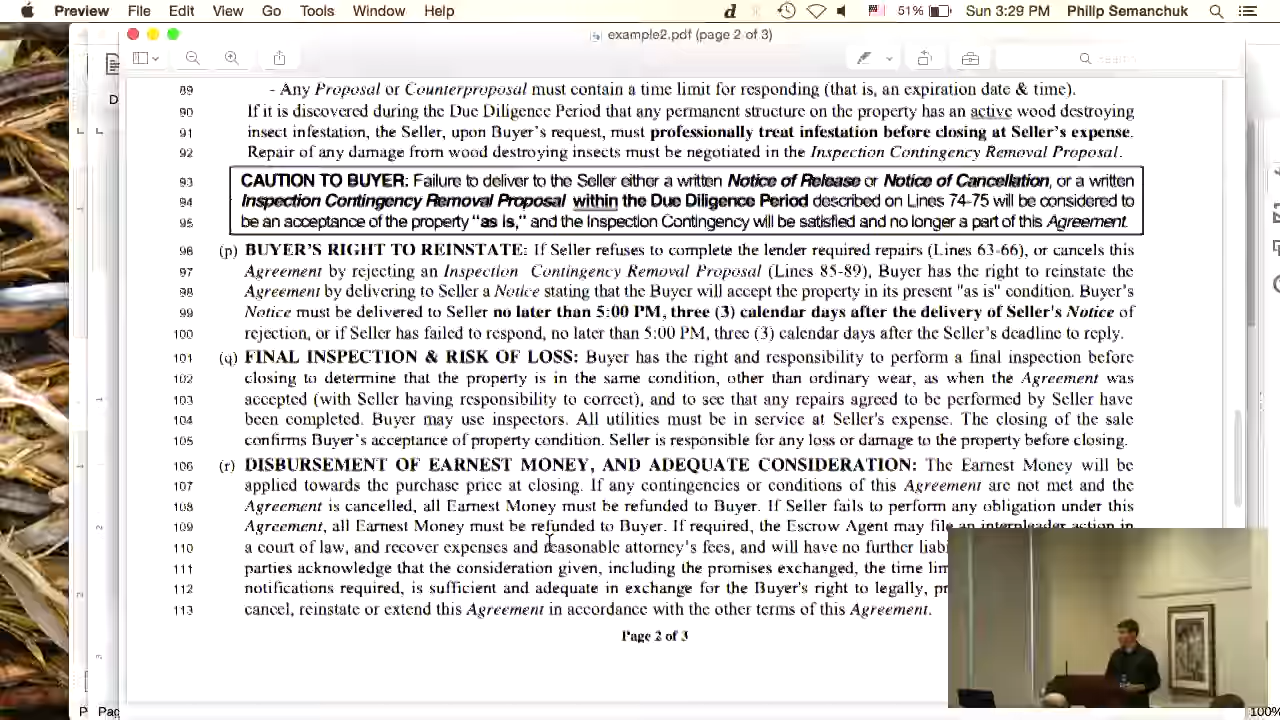 Preview File Edit View Go Tools Window Help d 51% Sun 3:29 PM Philip Semanchuk
example2.pdf (page 2 of 3)
Search
89 - Any Proposal or Counterproposal must contain a time limit for responding (that is, an expiration date & time).
90 If it is discovered during the Due Diligence Period that any permanent structure on the property has an active wood destroying
91 insect infestation, the Seller, upon Buyer's request, must professionally treat infestation before closing at Seller's expense.
92 Repair of any damage from wood destroying insects must be negotiated in the Inspection Contingency Removal Proposal.
93 CAUTION TO BUYER: Failure to deliver to the Seller either a written Notice of Release or Notice of Cancellation, or a written
94 Inspection Contingency Removal Proposal within the Due Diligence Period described on Lines 74-75 will be considered to
95 be an acceptance of the property "as is," and the Inspection Contingency will be satisfied and no longer a part of this Agreement.
96 (p) BUYER'S RIGHT TO REINSTATE: If Seller refuses to complete the lender required repairs (Lines 63-66), or cancels this
97 Agreement by rejecting an Inspection Contingency Removal Proposal (Lines 85-89), Buyer has the right to reinstate the
98 Agreement by delivering to Seller a Notice stating that the Buyer will accept the property in its present "as is" condition. Buyer's
99 Notice must be delivered to Seller no later than 5:00 PM, three (3) calendar days after the delivery of Seller's Notice of
100 rejection, or if Seller has failed to respond, no later than 5:00 PM, three (3) calendar days after the Seller's deadline to reply.
101 (q) FINAL INSPECTION & RISK OF LOSS: Buyer has the right and responsibility to perform a final inspection before
102 closing to determine that the property is in the same condition, other than ordinary wear, as when the Agreement was
103 accepted (with Seller having responsibility to correct), and to see that any repairs agreed to be performed by Seller have
104 been completed. Buyer may use inspectors. All utilities must be in service at Seller's expense. The closing of the sale
105 confirms Buyer's acceptance of property condition. Seller is responsible for any loss or damage to the property before closing.
106 (r) DISBURSEMENT OF EARNEST MONEY, AND ADEQUATE CONSIDERATION: The Earnest Money will be
107 applied towards the purchase price at closing. If any contingencies or conditions of this Agreement are not met and the
108 Agreement is cancelled, all Earnest Money must be refunded to Buyer. If Seller fails to perform any obligation under this
109 Agreement, all Earnest Money must be refunded to Buyer. If required, the Escrow Agent may file an interpleader action in
110 a court of law, and recover expenses and reasonable attorney's fees, and will have no further liabi
111 parties acknowledge that the consideration given, including the promises exchanged, the time lim
112 notifications required, is sufficient and adequate in exchange for the Buyer's right to legally, pr
113 cancel, reinstate or extend this Agreement in accordance with the other terms of this Agreement.
Page 2 of 3
P Pag 100%